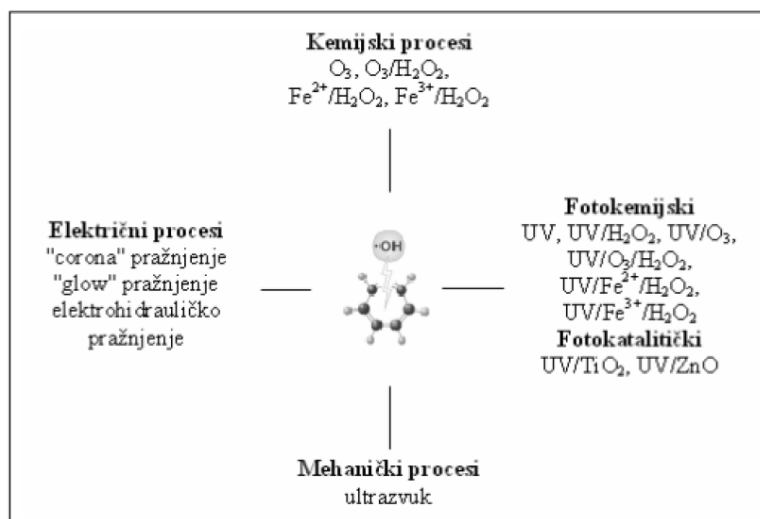 Kemijski procesi
O₃, O₃/H₂O₂,
Fe²⁺/H₂O₂, Fe³⁺/H₂O₂
Električni procesi
"corona" pražnjenje
"glow" pražnjenje
elektrohidrauličko
pražnjenje
·OH
Fotokemijski
UV, UV/H₂O₂, UV/O₃,
UV/O₃/H₂O₂,
UV/Fe²⁺/H₂O₂,
UV/Fe³⁺/H₂O₂
Fotokatalitički
UV/TiO₂, UV/ZnO
Mehanički procesi
ultrazvuk